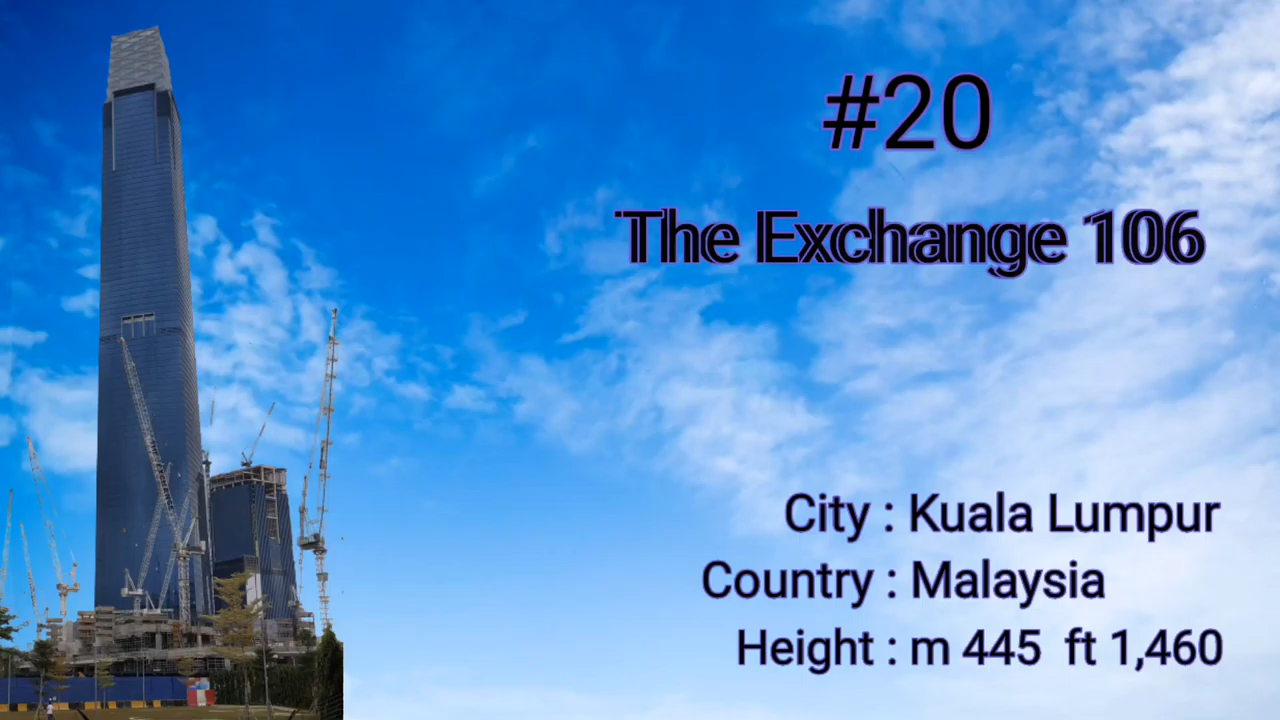 #20
The Exchange 106
City : Kuala Lumpur
Country : Malaysia
Height : m 445 ft 1,460